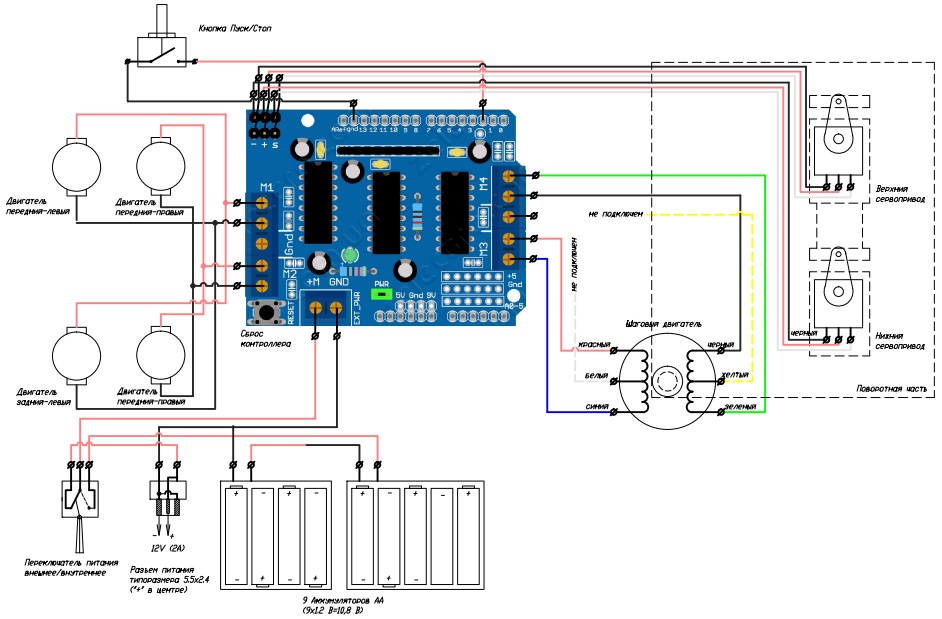 Кнопка Пуск/Стоп
ARef gnd 13 12 11 10 9 8 7 6 5 4 3 2 1 0
- + S
M1
Gnd
M2
M4
M3
+M GND
EXT_PWR
RESET
PWR
5V Gnd 9V
+5
Gnd
A0-5
Двигатель
передний-левый
Двигатель
передний-правый
Двигатель
задний-левый
Двигатель
передний-правый
Сброс
контроллера
не подключен
не подключен
Шаговый двигатель
красный
белый
синий
черный
желтый
зеленый
черный
Верхний
сервопривод
Нижний
сервопривод
Поворотная часть
Переключатель питания
внешнее/внутреннее
- +
12V (2A)
Разъем питания
типоразмера 5.5x2.4
("+" в центре)
+ - + -
- + - +
+ - + - +
- + - + -
9 Аккумуляторов АА
(9x1.2 В=10,8 В)